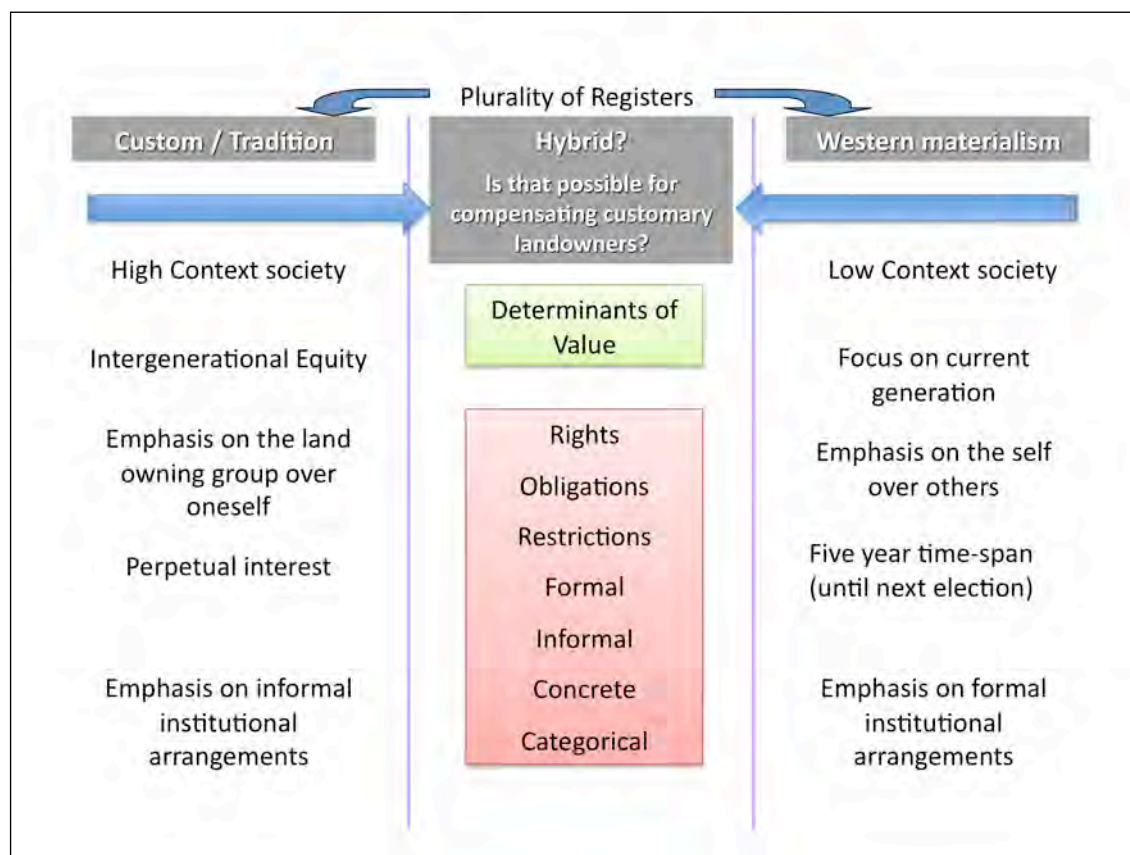 Plurality of Registers
Custom / Tradition
Hybrid?
Is that possible for
compensating customary
landowners?
Western materialism
High Context society
Intergenerational Equity
Emphasis on the land
owning group over
oneself
Perpetual interest
Emphasis on informal
institutional
arrangements
Determinants of
Value
Rights
Obligations
Restrictions
Formal
Informal
Concrete
Categorical
Low Context society
Focus on current
generation
Emphasis on the self
over others
Five year time-span
(until next election)
Emphasis on formal
institutional
arrangements